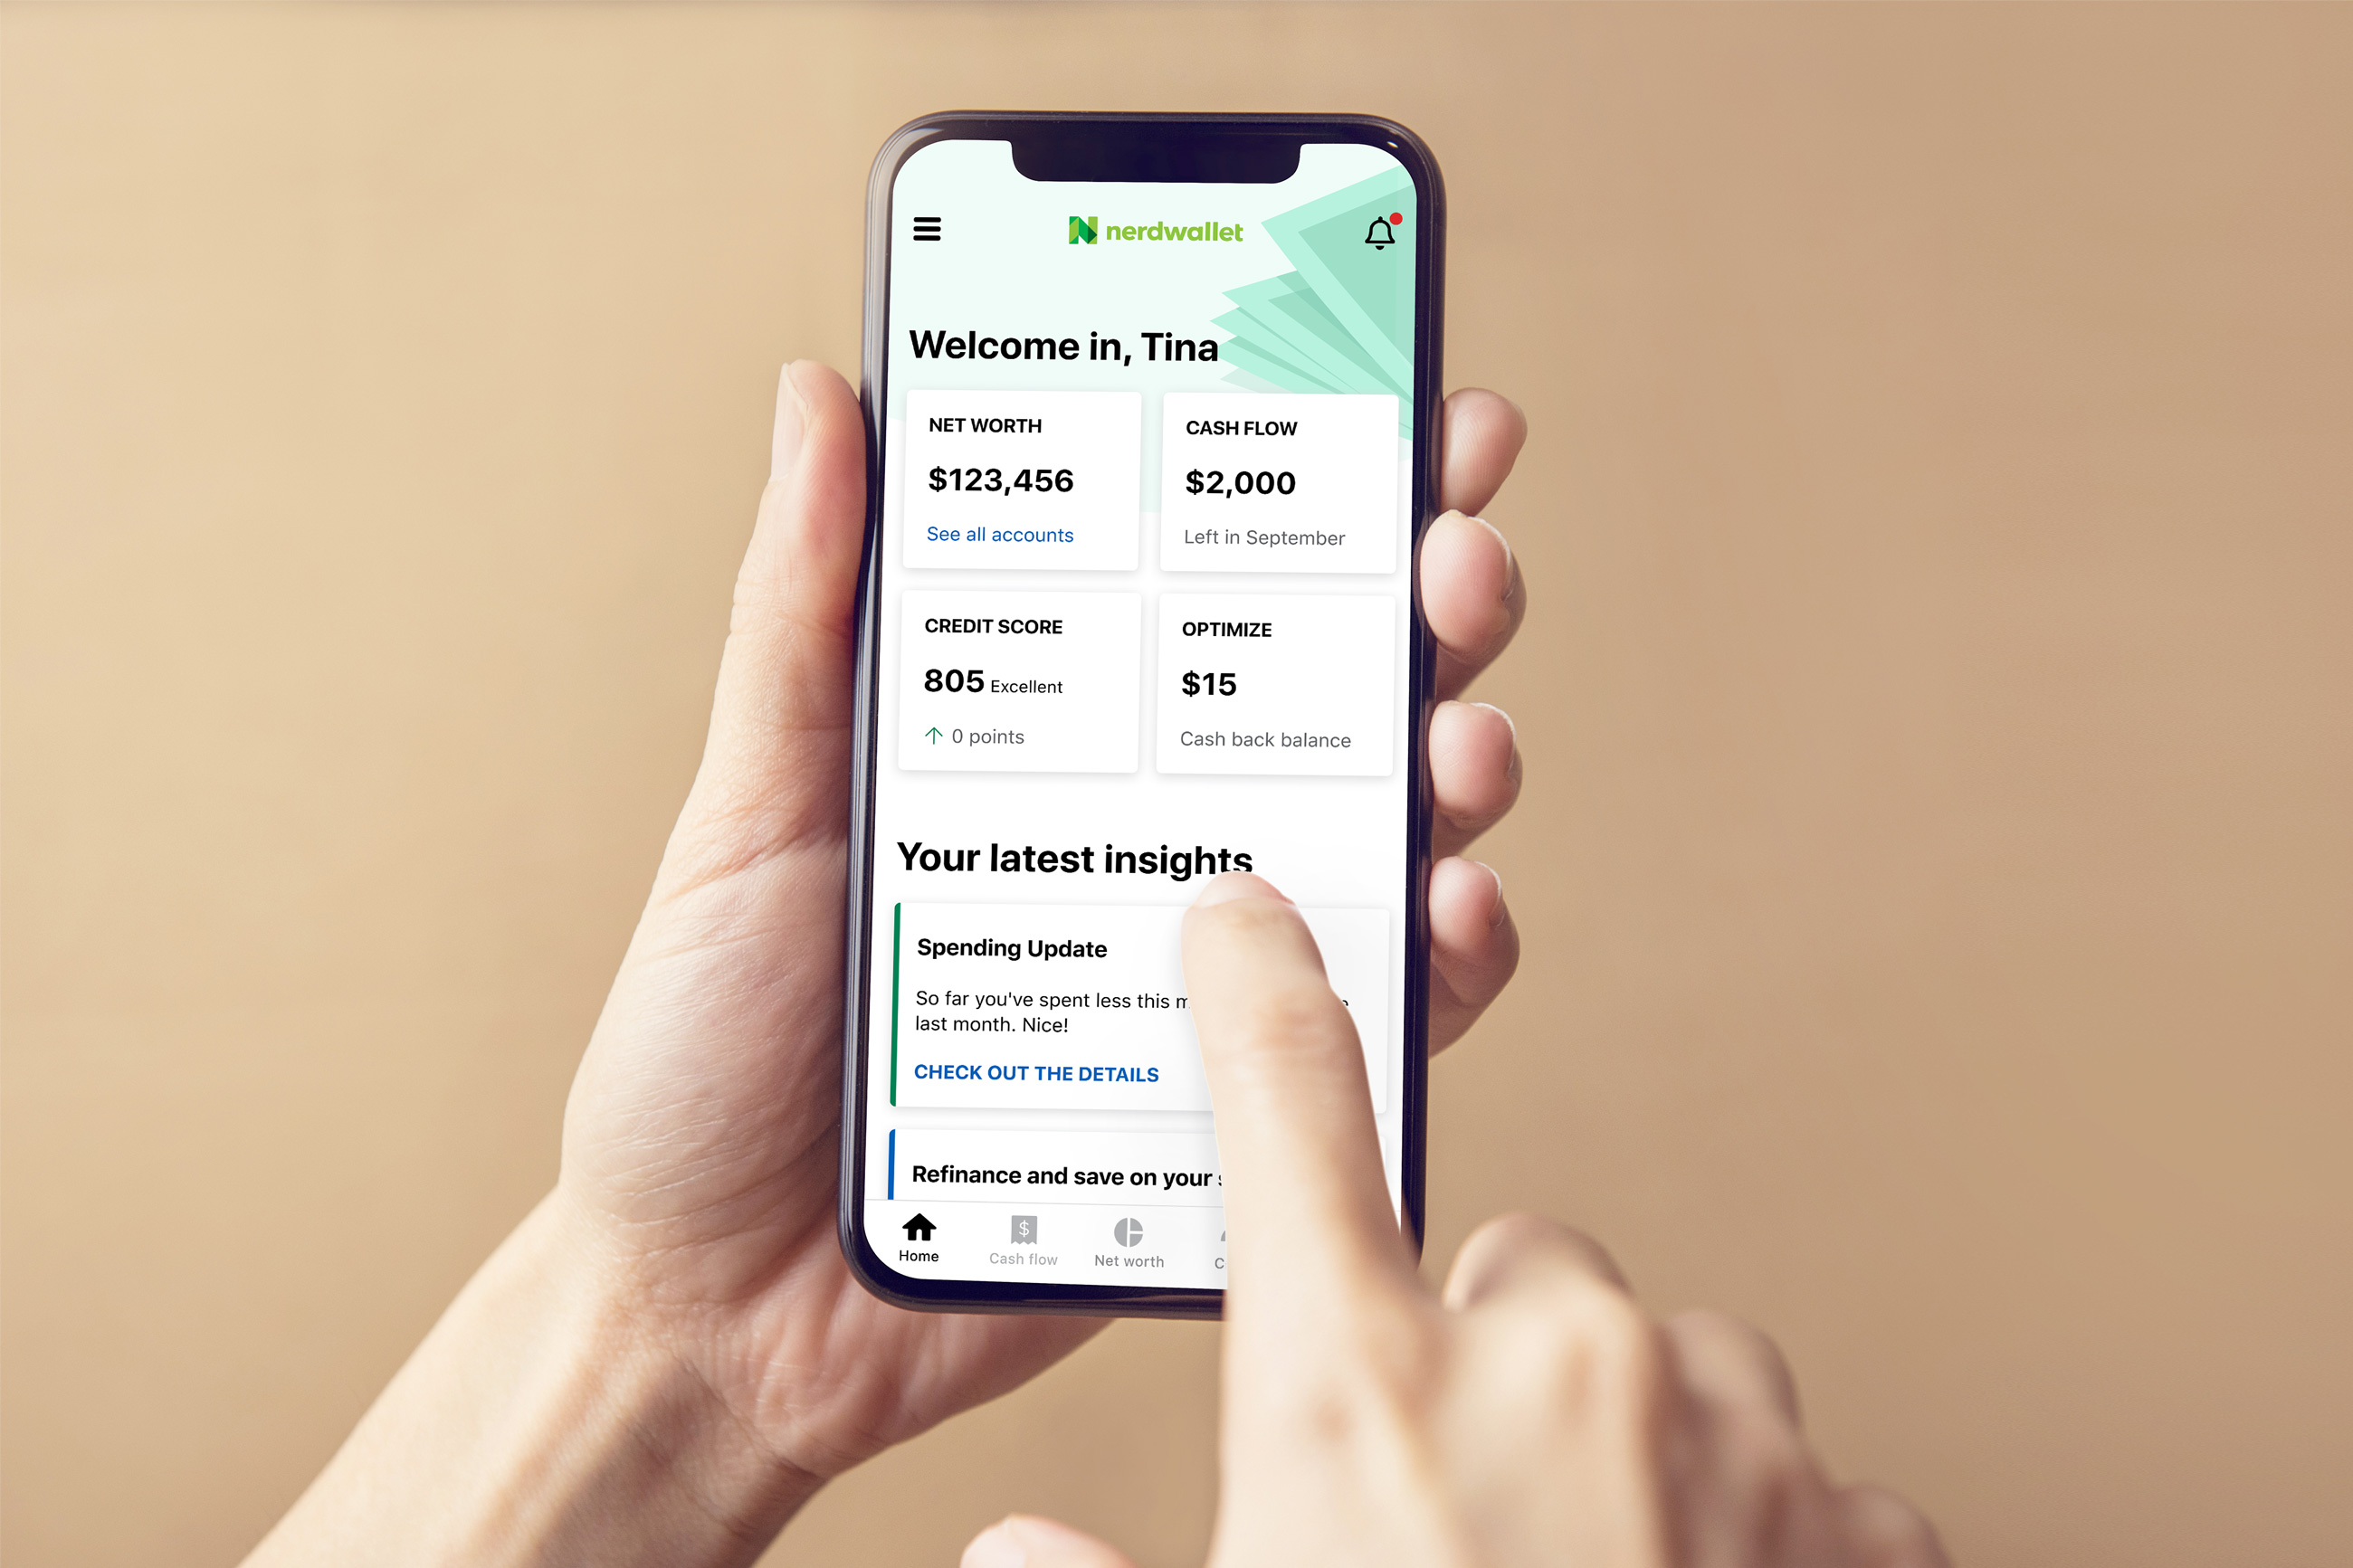 nerdwallet
Welcome in, Tina
NET WORTH
$123,456
See all accounts
CASH FLOW
$2,000
Left in September
CREDIT SCORE
805 Excellent
↑ 0 points
OPTIMIZE
$15
Cash back balance
Your latest insights
Spending Update
So far you've spent less this
last month. Nice!
CHECK OUT THE DETAILS
Refinance and save on your
Home
Cash flow
Net worth